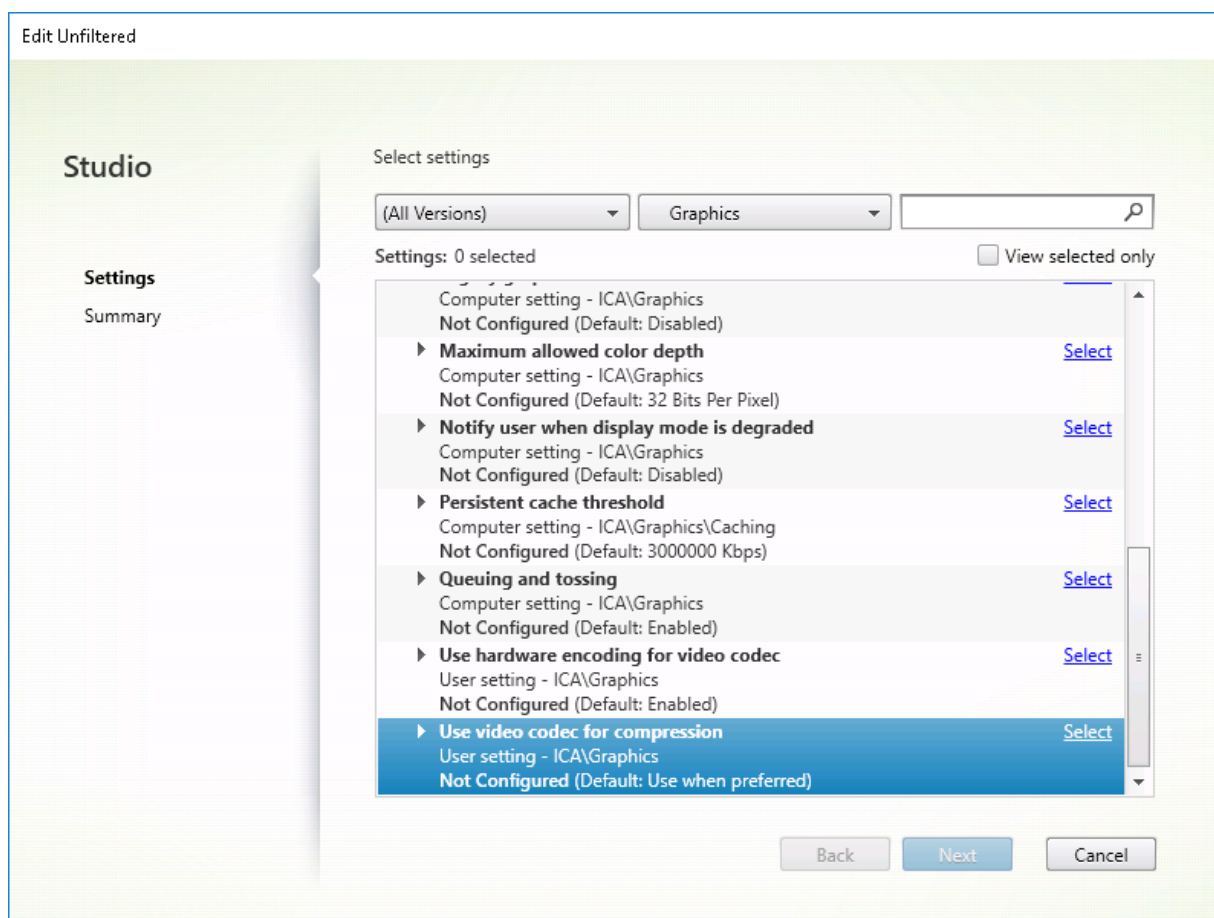 Edit Unfiltered
Studio
Settings
Summary
Select settings
(All Versions)
Graphics
Settings: 0 selected
View selected only
Computer setting - ICA\Graphics
Not Configured (Default: Disabled)
Maximum allowed color depth
Select
Computer setting - ICA\Graphics
Not Configured (Default: 32 Bits Per Pixel)
Notify user when display mode is degraded
Select
Computer setting - ICA\Graphics
Not Configured (Default: Disabled)
Persistent cache threshold
Select
Computer setting - ICA\Graphics\Caching
Not Configured (Default: 3000000 Kbps)
Queuing and tossing
Select
Computer setting - ICA\Graphics
Not Configured (Default: Enabled)
Use hardware encoding for video codec
Select
User setting - ICA\Graphics
Not Configured (Default: Enabled)
Use video codec for compression
Select
User setting - ICA\Graphics
Not Configured (Default: Use when preferred)
Back
Next
Cancel